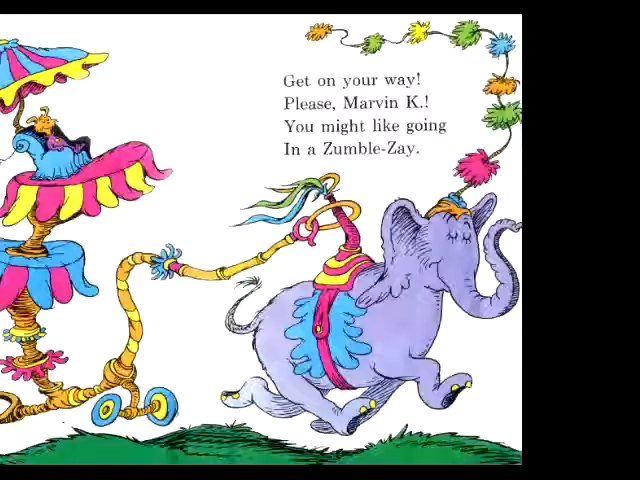 Get on your way!
Please, Marvin K.!
You might like going
In a Zumble-Zay.